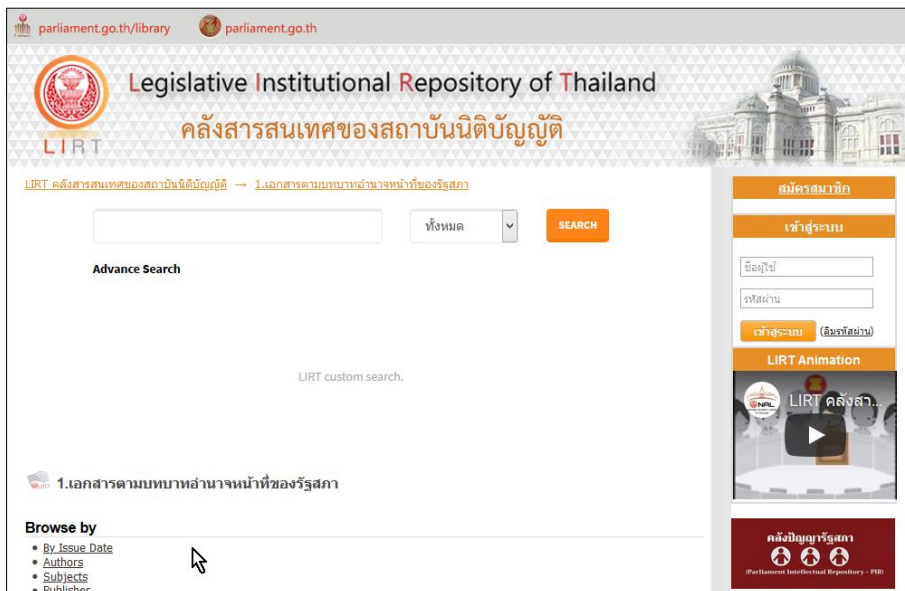 parliament.go.th/library parliament.go.th
Legislative Institutional Repository of Thailand
คลังสารสนเทศของสถาบันนิติบัญญัติ
LIRT
LIRT คลังสารสนเทศของสถาบันนิติบัญญัติ → 1.เอกสารตามบทบาทอำนาจหน้าที่ของรัฐสภา
ทั้งหมด SEARCH
Advance Search
LIRT custom search.
1.เอกสารตามบทบาทอำนาจหน้าที่ของรัฐสภา
Browse by
By Issue Date
Authors
Subjects
Publisher
สมัครสมาชิก
เข้าสู่ระบบ
ชื่อผู้ใช้
รหัสผ่าน
เข้าสู่ระบบ (ลืมรหัสผ่าน)
LIRT Animation
NRL LIRT คลังสา...
คลังปัญญารัฐสภา
(Parliament Intellectual Repository - PIR)